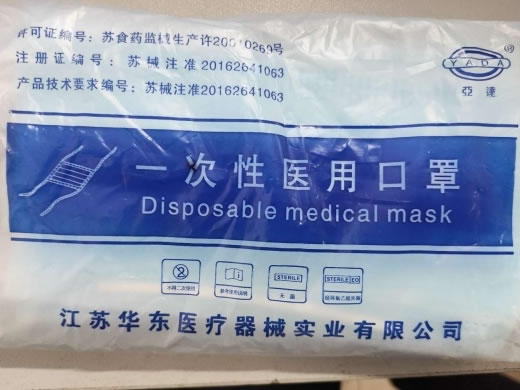 许可证编号：苏食药监械生产许20010269号
注册证编号：苏械注准20162641063
产品技术要求编号：苏械注准20162641063
YADA
®
亞達
一次性医用口罩
Disposable medical mask
STERILE
STERILE EO
无菌
江苏华东医疗器械实业有限公司